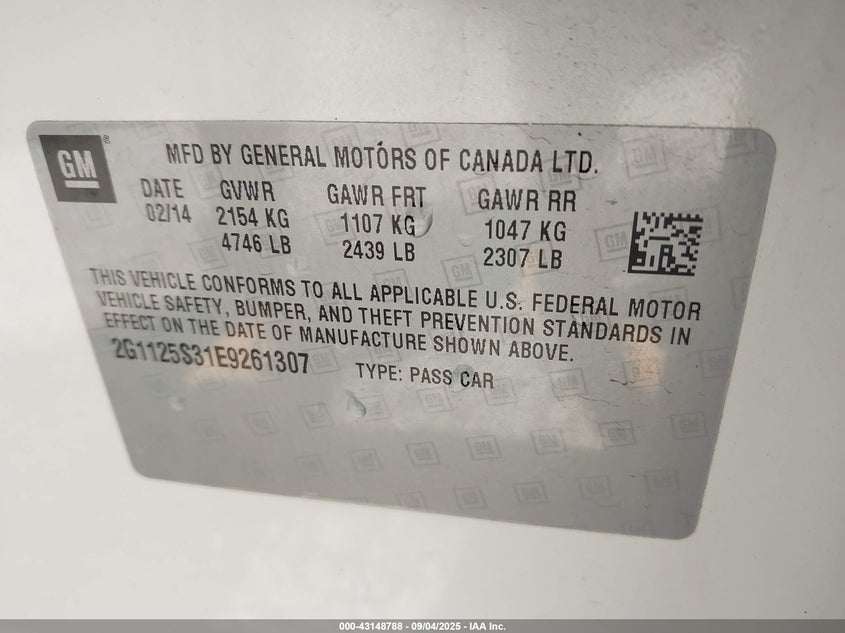 GM
MFD BY GENERAL MOTORS OF CANADA LTD.
DATE GVWR GAWR FRT GAWR RR
02/14 2154 KG 1107 KG 1047 KG
4746 LB 2439 LB 2307 LB
THIS VEHICLE CONFORMS TO ALL APPLICABLE U.S. FEDERAL MOTOR
VEHICLE SAFETY, BUMPER, AND THEFT PREVENTION STANDARDS IN
EFFECT ON THE DATE OF MANUFACTURE SHOWN ABOVE.
2G1125S31E9261307 TYPE: PASS CAR
000-43148788 - 09/04/2025 - IAA Inc.